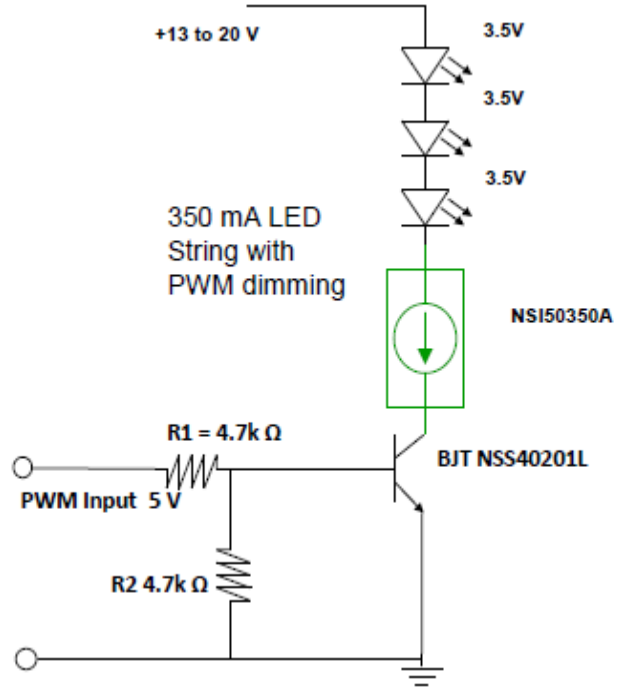 +13 to 20 V
3.5V
3.5V
3.5V
350 mA LED
String with
PWM dimming
NSI50350A
R1 = 4.7k Ω
BJT NSS40201L
PWM Input 5 V
R2 4.7k Ω